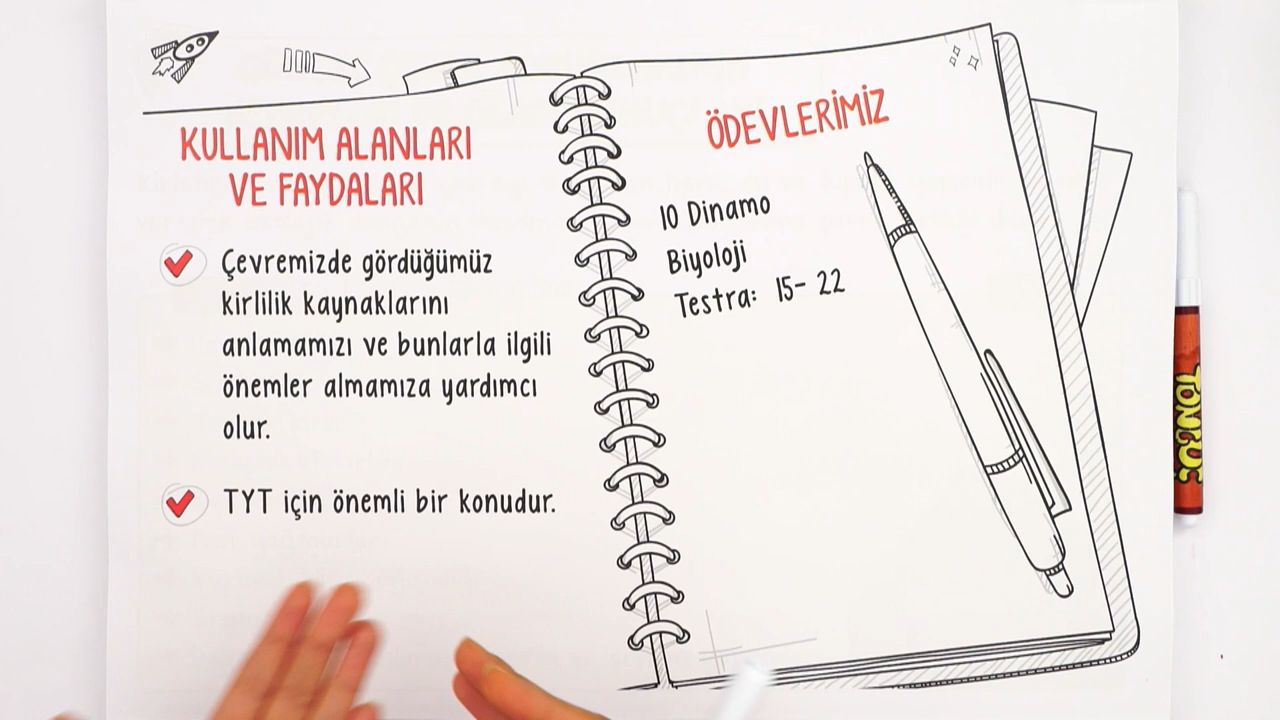 KULLANIM ALANLARI
VE FAYDALARI
Çevremizde gördüğümüz
kirlilik kaynaklarını
anlamamızı ve bunlarla ilgili
önemler almamıza yardımcı
olur.
TYT için önemli bir konudur.
ÖDEVLERİMİZ
10 Dinamo
Biyoloji
Testra: 15- 22
TONGUÇ